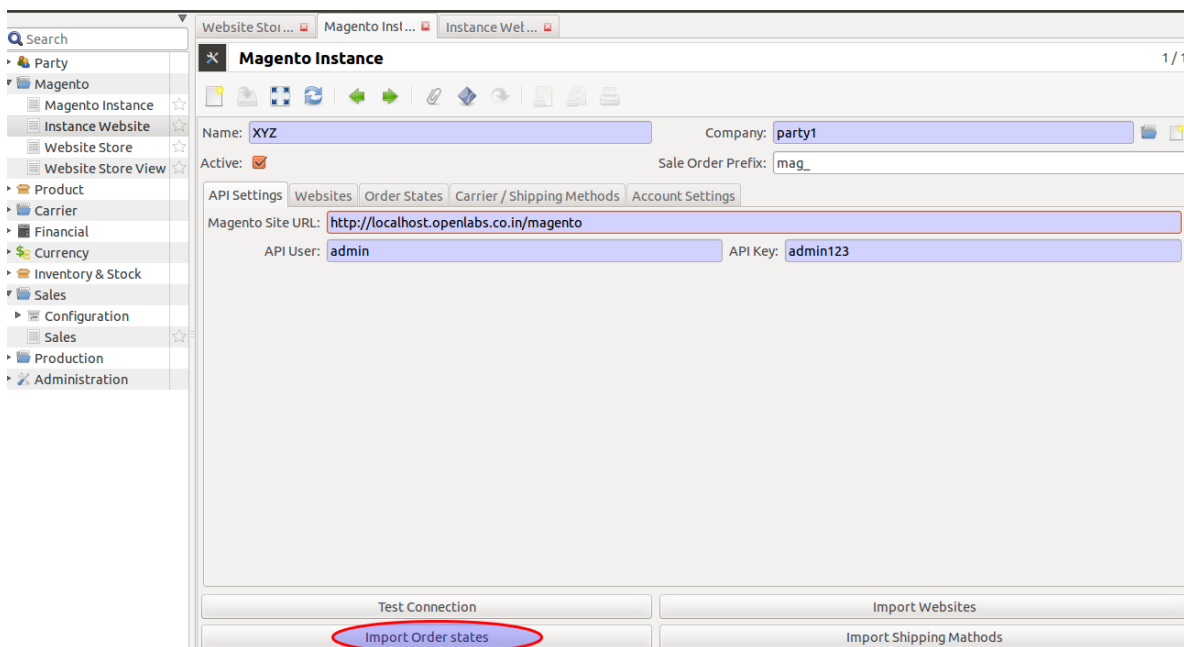 Website Stor... Magento Inst... Instance Wel...
Search
Magento Instance 1 / 1
Party
Magento
Magento Instance
Instance Website
Website Store
Website Store View
Product
Carrier
Financial
Currency
Inventory & Stock
Sales
Configuration
Sales
Production
Administration
Name: XYZ Company: party1
Active: Sale Order Prefix: mag_
API Settings Websites Order States Carrier / Shipping Methods Account Settings
Magento Site URL: http://localhost.openlabs.co.in/magento
API User: admin API Key: admin123
Test Connection Import Websites
Import Order states Import Shipping Mathods